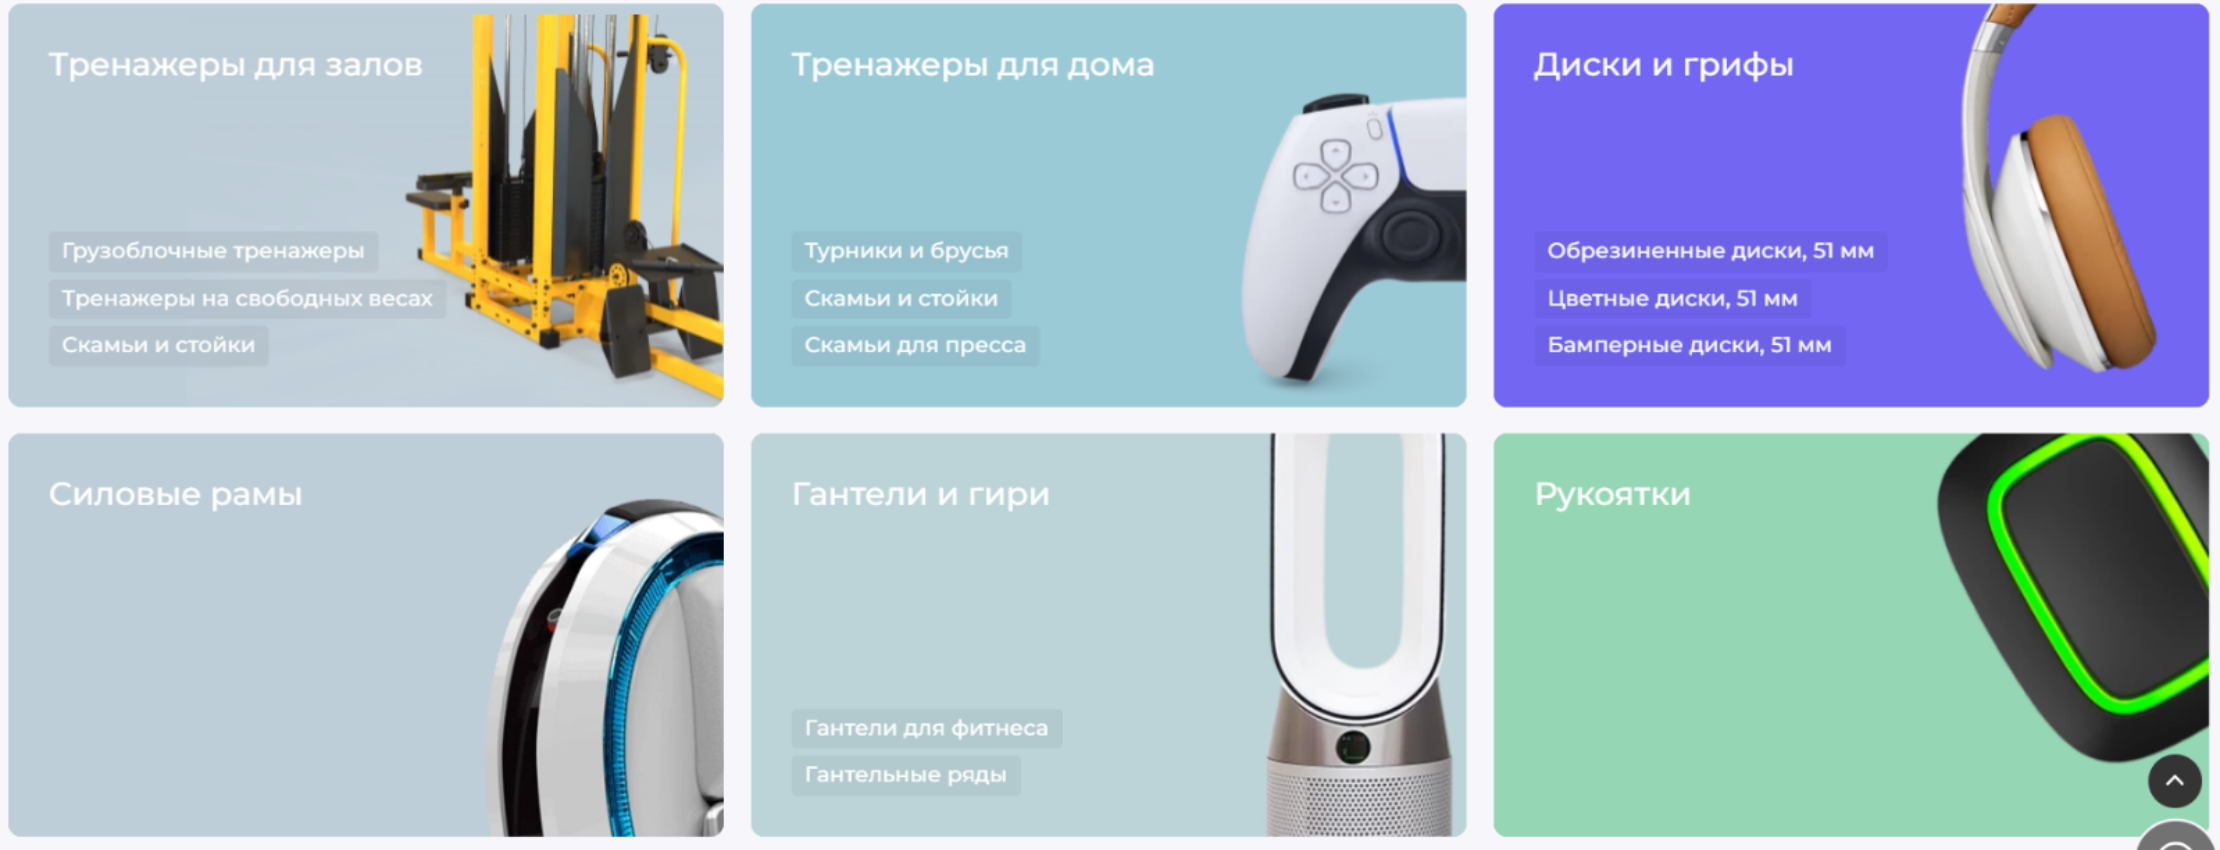 Тренажеры для залов
Грузоблочные тренажеры
Тренажеры на свободных весах
Скамьи и стойки
Тренажеры для дома
Турники и брусья
Скамьи и стойки
Скамьи для пресса
Диски и грифы
Обрезиненные диски, 51 мм
Цветные диски, 51 мм
Бамперные диски, 51 мм
Силовые рамы
Гантели и гири
Гантели для фитнеса
Гантельные ряды
Рукоятки